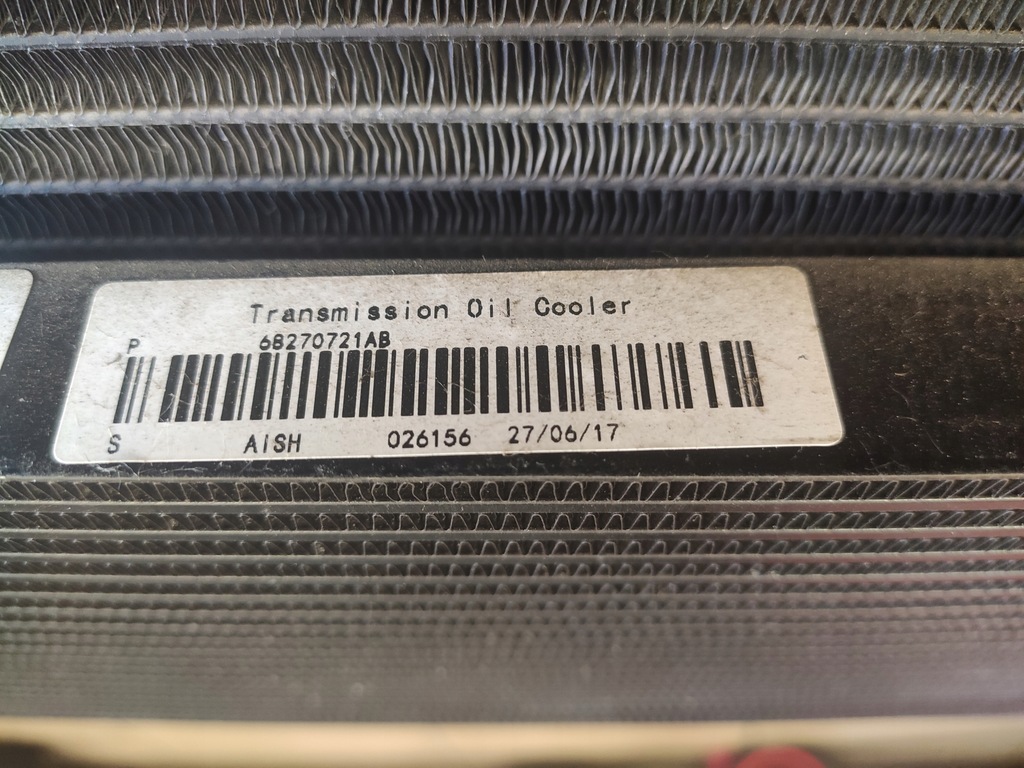 Transmission Oil Cooler
P 68270721AB
S AISH 026156 27/06/17